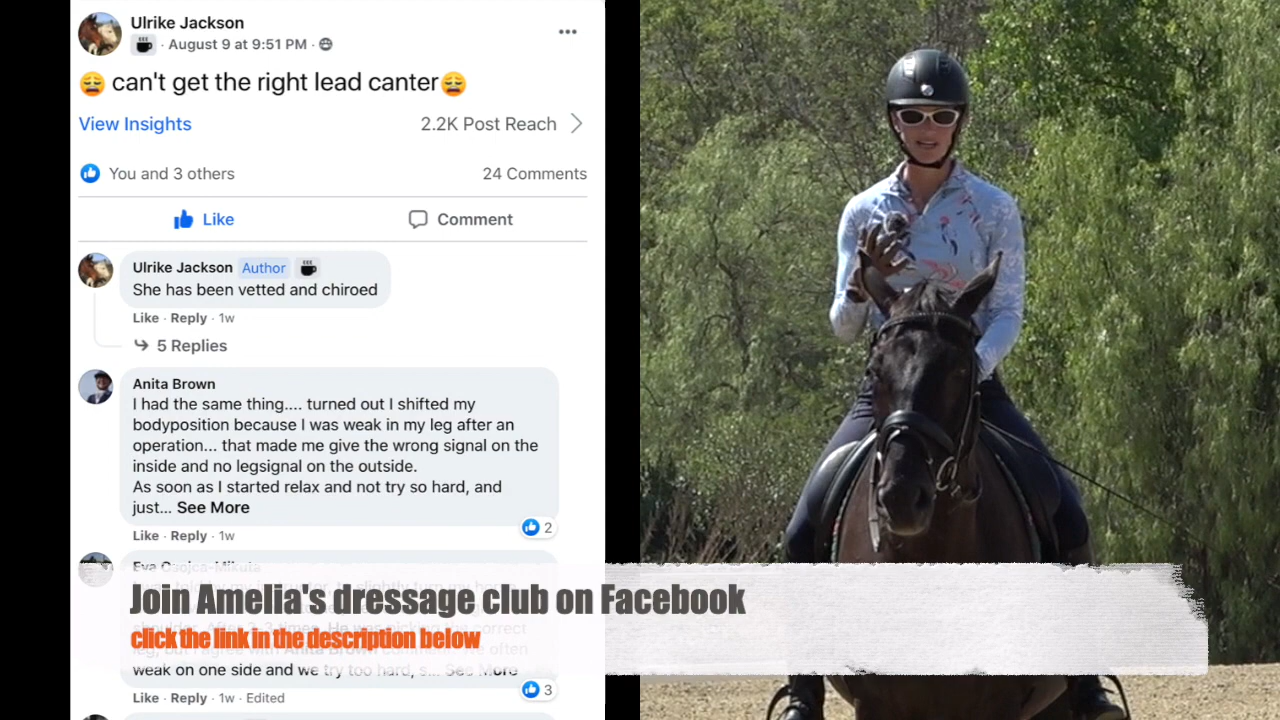 Ulrike Jackson
· August 9 at 9:51 PM ·
😩 can't get the right lead canter😩
View Insights
2.2K Post Reach
You and 3 others
24 Comments
Like
Comment
Ulrike Jackson Author
She has been vetted and chiroed
Like · Reply · 1w
5 Replies
Anita Brown
I had the same thing.... turned out I shifted my
bodyposition because I was weak in my leg after an
operation... that made me give the wrong signal on the
inside and no legsignal on the outside.
As soon as I started relax and not try so hard, and
just... See More
2
Like · Reply · 1w
Eva
Join Amelia's dressage club on Facebook
click the link in the description below
weak on one side and we try too hard, s... See More
3
Like · Reply · 1w · Edited